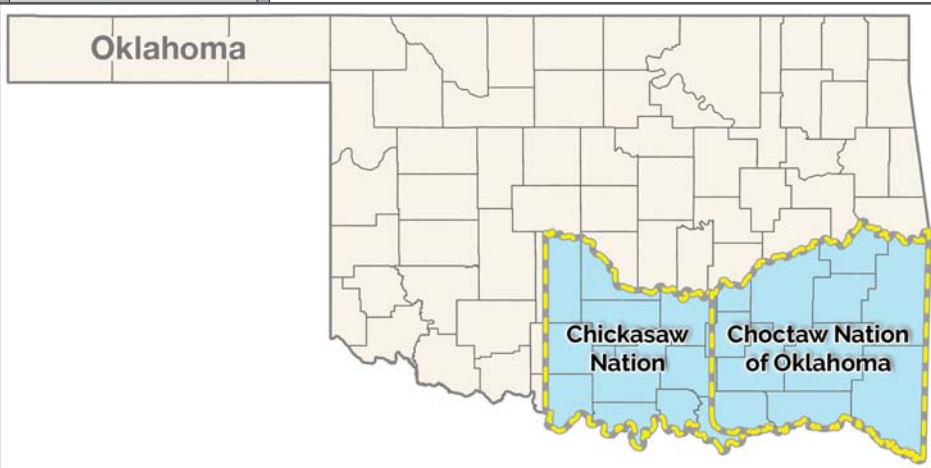 Oklahoma
Chickasaw
Nation
Choctaw Nation
of Oklahoma